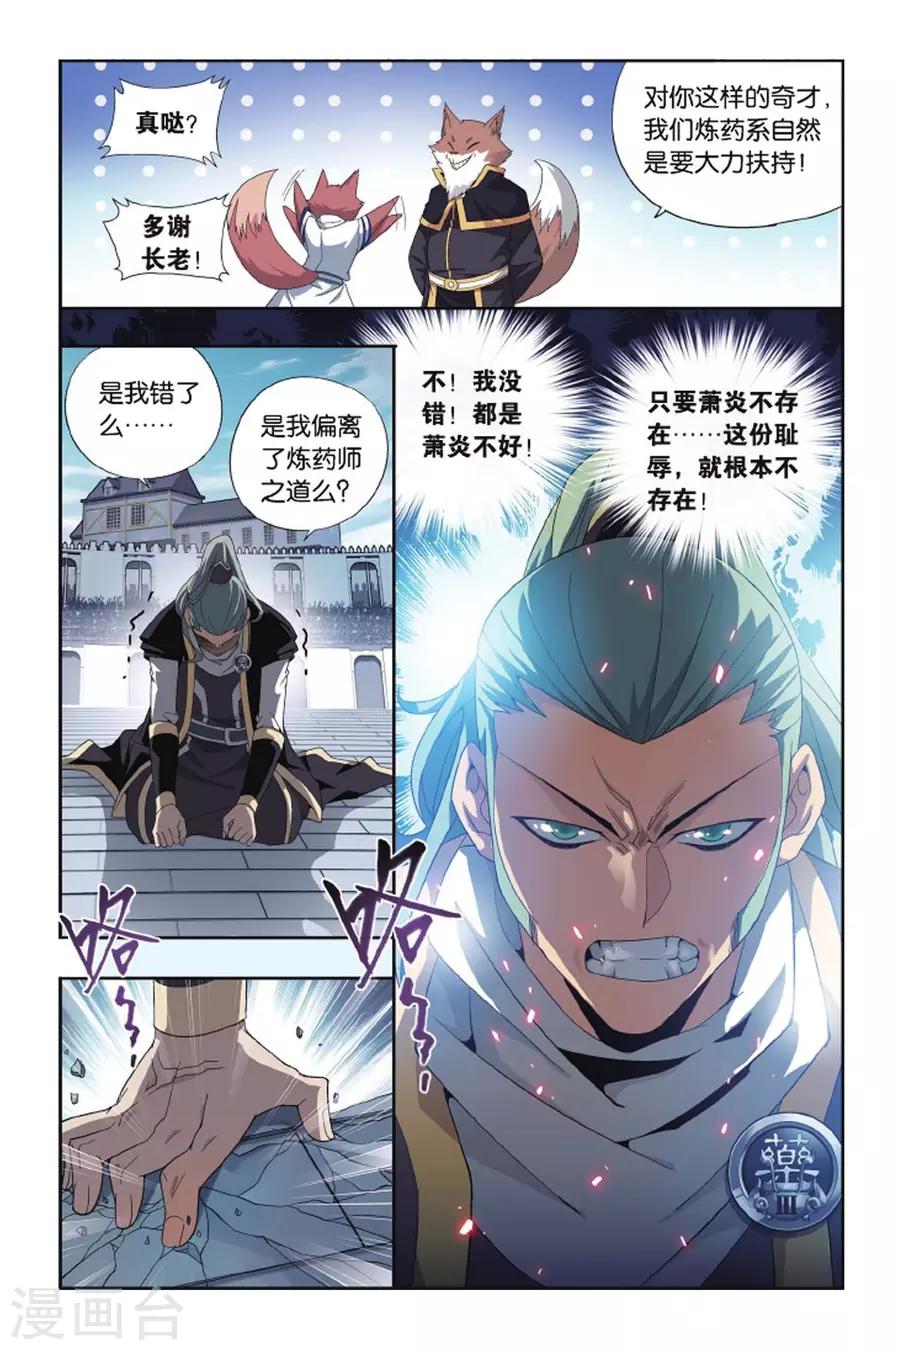 对你这样的奇才，
我们炼药系自然
是要大力扶持！
真哒？
多谢
长老！
是我错了
么……
是我偏离
了炼药师
之道么？
不！我没
错！都是
萧炎不好！
只要萧炎不存
在……这份耻
辱，就根本不
存在！
咯
咯
藥
III
漫画台